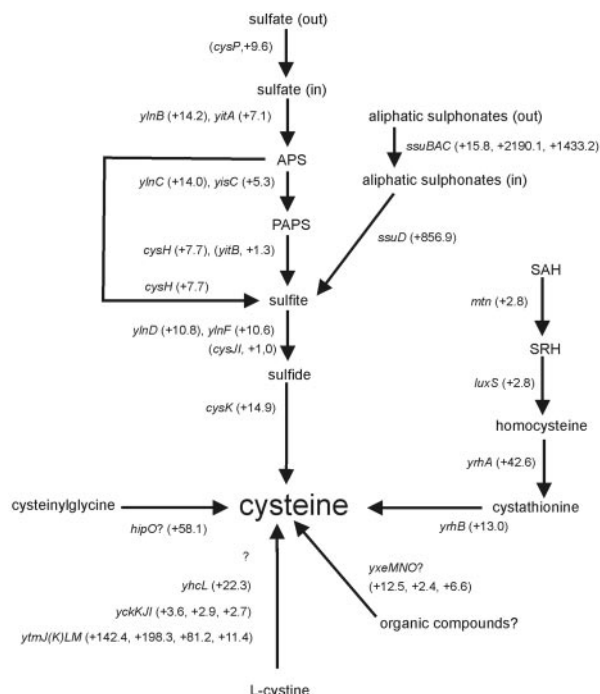 sulfate (out)
(cysP,+9.6)
sulfate (in)
ylnB (+14.2), yitA (+7.1)
APS
ylnC (+14.0), yisC (+5.3)
PAPS
cysH (+7.7), (yitB, +1.3)
cysH (+7.7)
sulfite
ylnD (+10.8), ylnF (+10.6)
(cysJI, +1,0)
sulfide
cysK (+14.9)
aliphatic sulphonates (out)
ssuBAC (+15.8, +2190.1, +1433.2)
aliphatic sulphonates (in)
ssuD (+856.9)
SAH
mtn (+2.8)
SRH
luxS (+2.8)
homocysteine
yrhA (+42.6)
cystathionine
yrhB (+13.0)
cysteinylglycine
hipO? (+58.1)
cysteine
?
yhcL (+22.3)
yckKJI (+3.6, +2.9, +2.7)
ytmJ(K)LM (+142.4, +198.3, +81.2, +11.4)
L-cystine
yxeMNO?
(+12.5, +2.4, +6.6)
organic compounds?